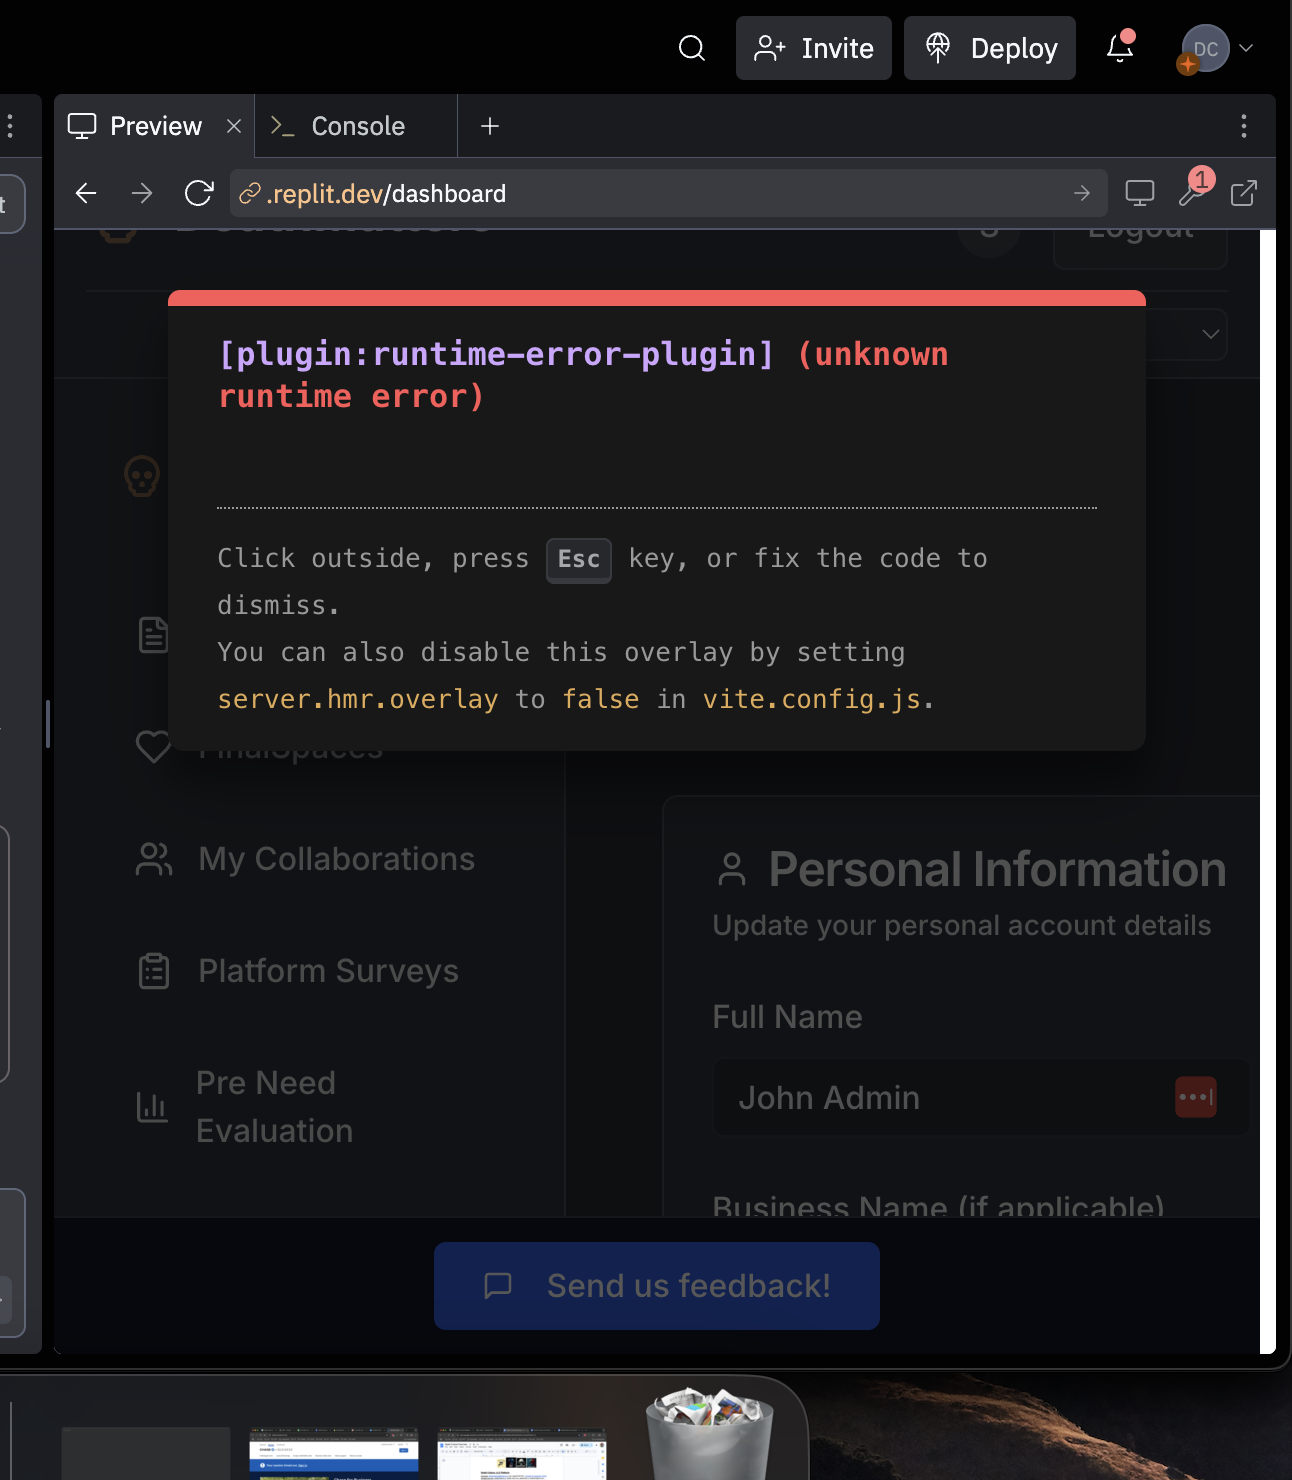 Invite
Deploy
DC
Preview
Console
.replit.dev/dashboard
1
Logout
[plugin:runtime-error-plugin] (unknown
runtime error)
Click outside, press Esc key, or fix the code to
dismiss.
You can also disable this overlay by setting
server.hmr.overlay to false in vite.config.js.
FinalSpaces
My Collaborations
Platform Surveys
Pre Need
Evaluation
Personal Information
Update your personal account details
Full Name
John Admin
Business Name (if applicable)
Send us feedback!